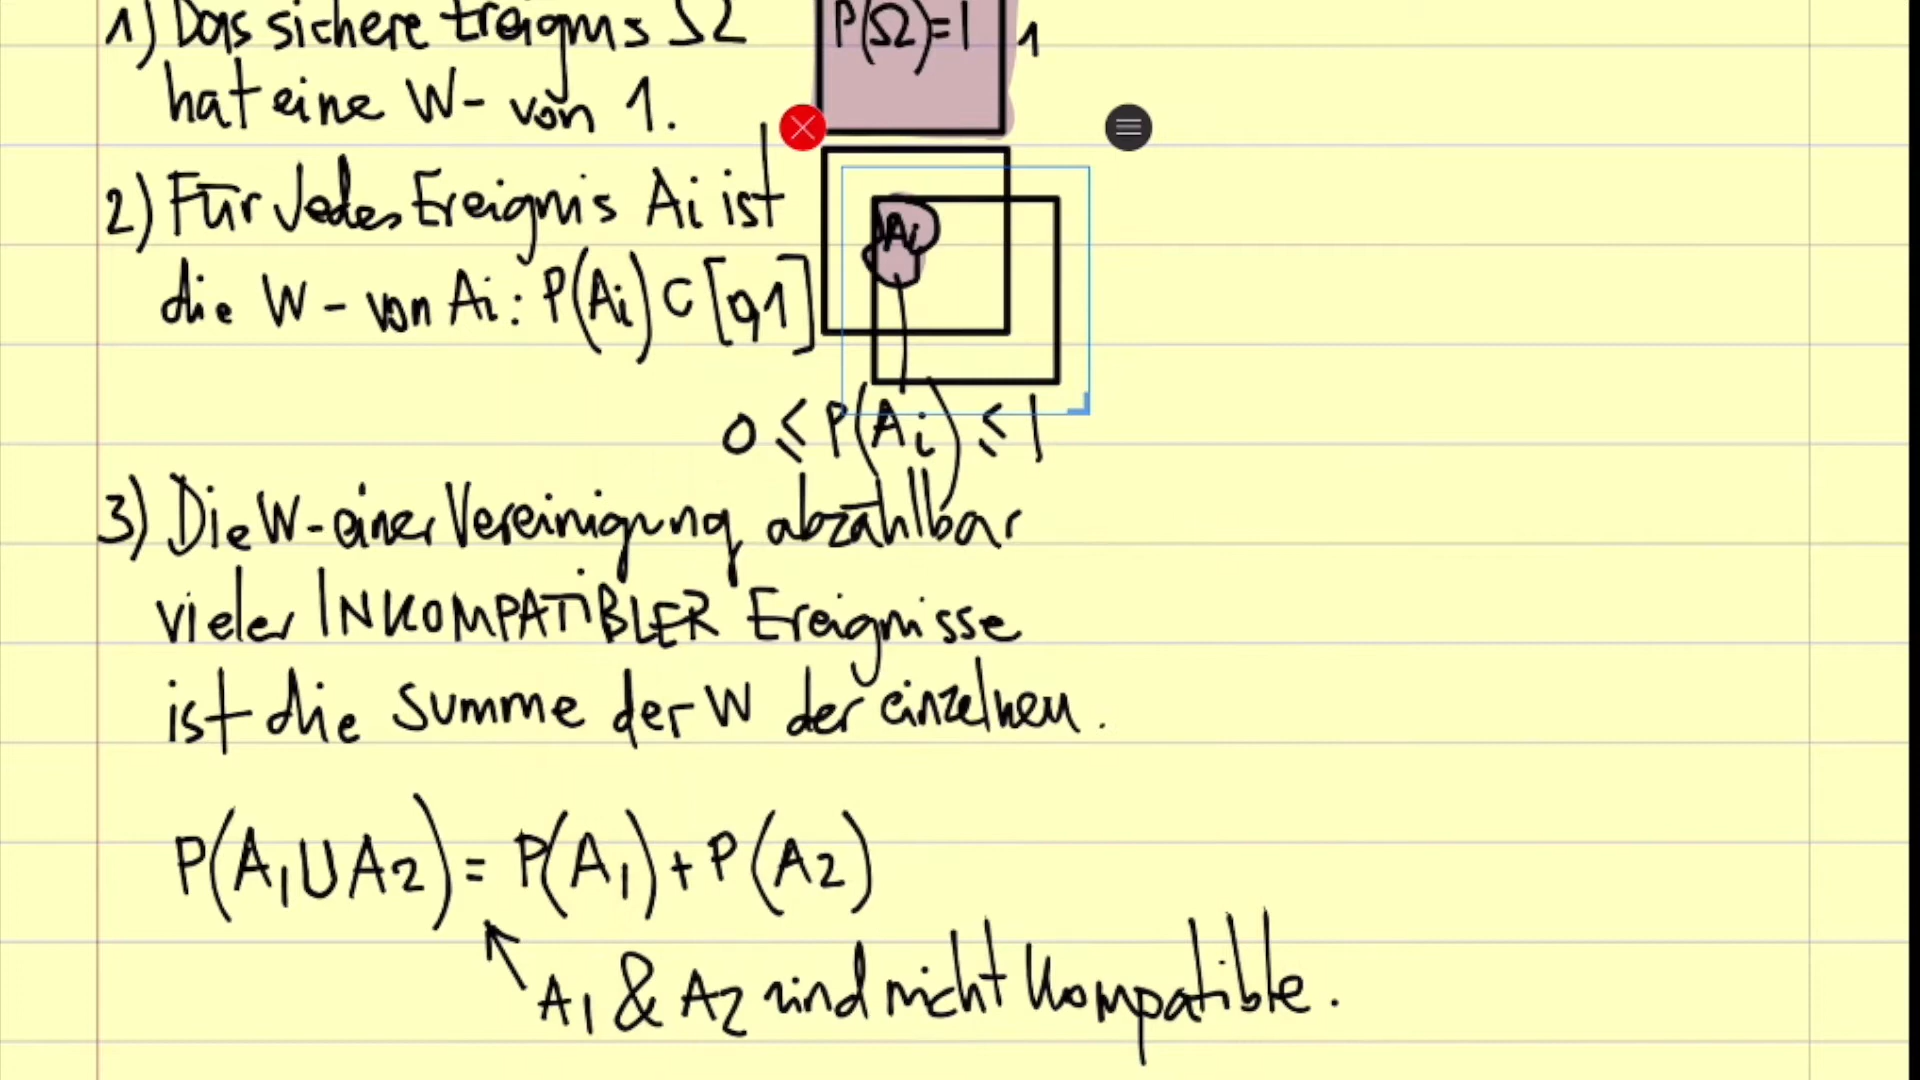 1) Das sichere Ereignis Ω
P(Ω)=1 1
hat eine W- von 1.
2) Für Jedes Ereignis Ai ist
Ai
die W - von Ai : P(Ai) C [0,1]
0 ≤ P(Ai) ≤ 1
3) Die W-einer Vereinigung abzählbar
vieler INKOMPATiBLER Ereignisse
ist die Summe der W der einzelnen.
P(A1 U A2) = P(A1) + P(A2)
↖ A1 & A2 sind nicht Kompatible.